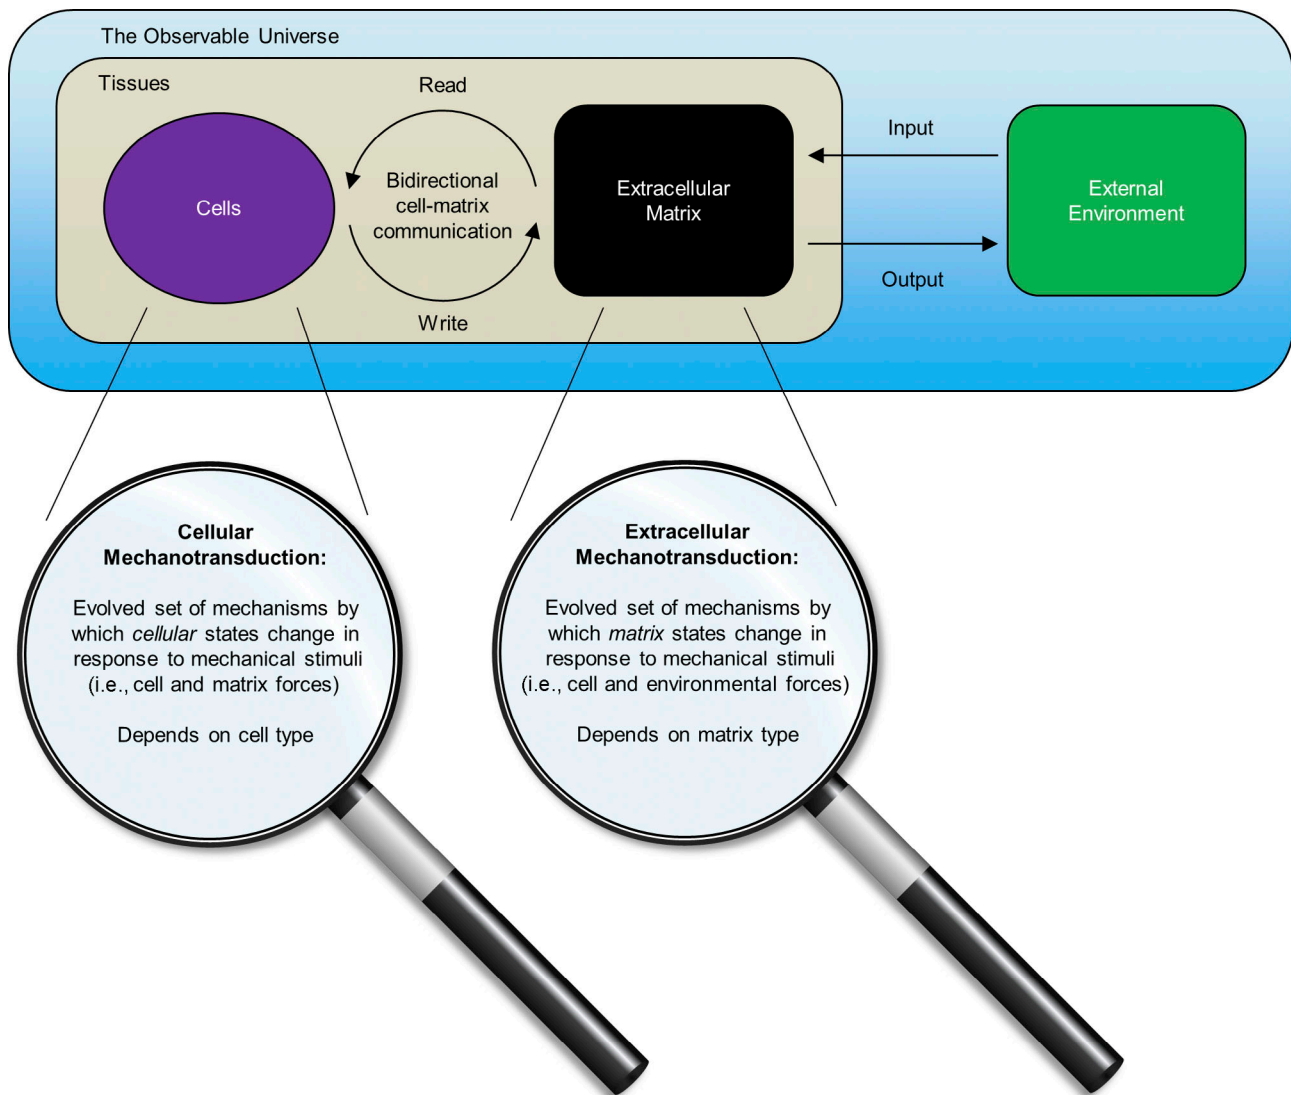 The Observable Universe
Tissues
Read
Cells
Bidirectional
cell-matrix
communication
Write
Extracellular
Matrix
Input
Output
External
Environment
Cellular
Mechanotransduction:
Evolved set of mechanisms by
which cellular states change in
response to mechanical stimuli
(i.e., cell and matrix forces)
Depends on cell type
Extracellular
Mechanotransduction:
Evolved set of mechanisms by
which matrix states change in
response to mechanical stimuli
(i.e., cell and environmental forces)
Depends on matrix type